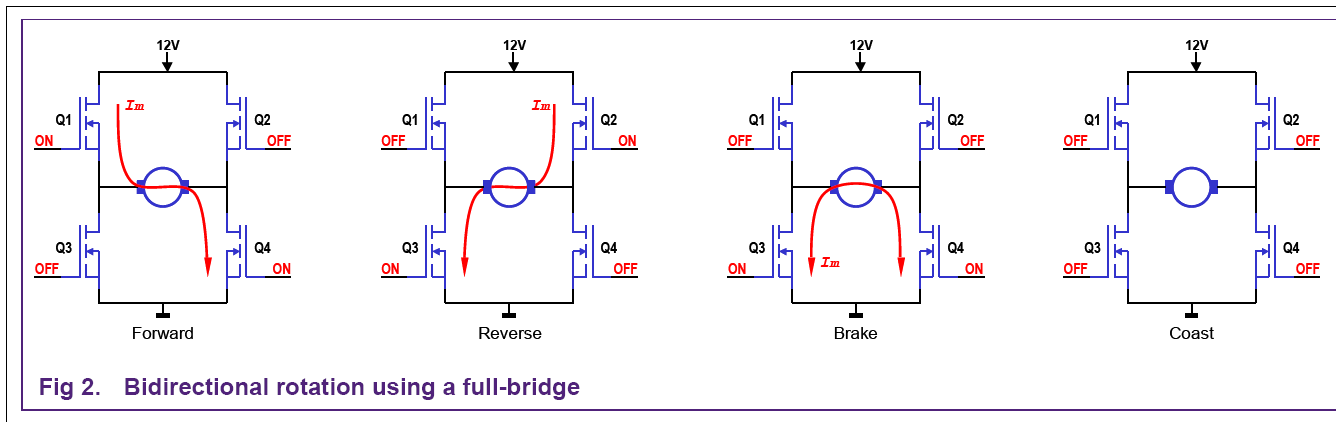 12V 12V 12V 12V
Q1 Im Q2 Q1 Im Q2 Q1 Q2 Q1 Q2
ON OFF OFF ON OFF OFF OFF OFF
Q3 Q4 Q3 Q4 Q3 Im Q4 Q3 Q4
OFF ON ON OFF ON ON OFF OFF
Forward Reverse Brake Coast
Fig 2. Bidirectional rotation using a full-bridge